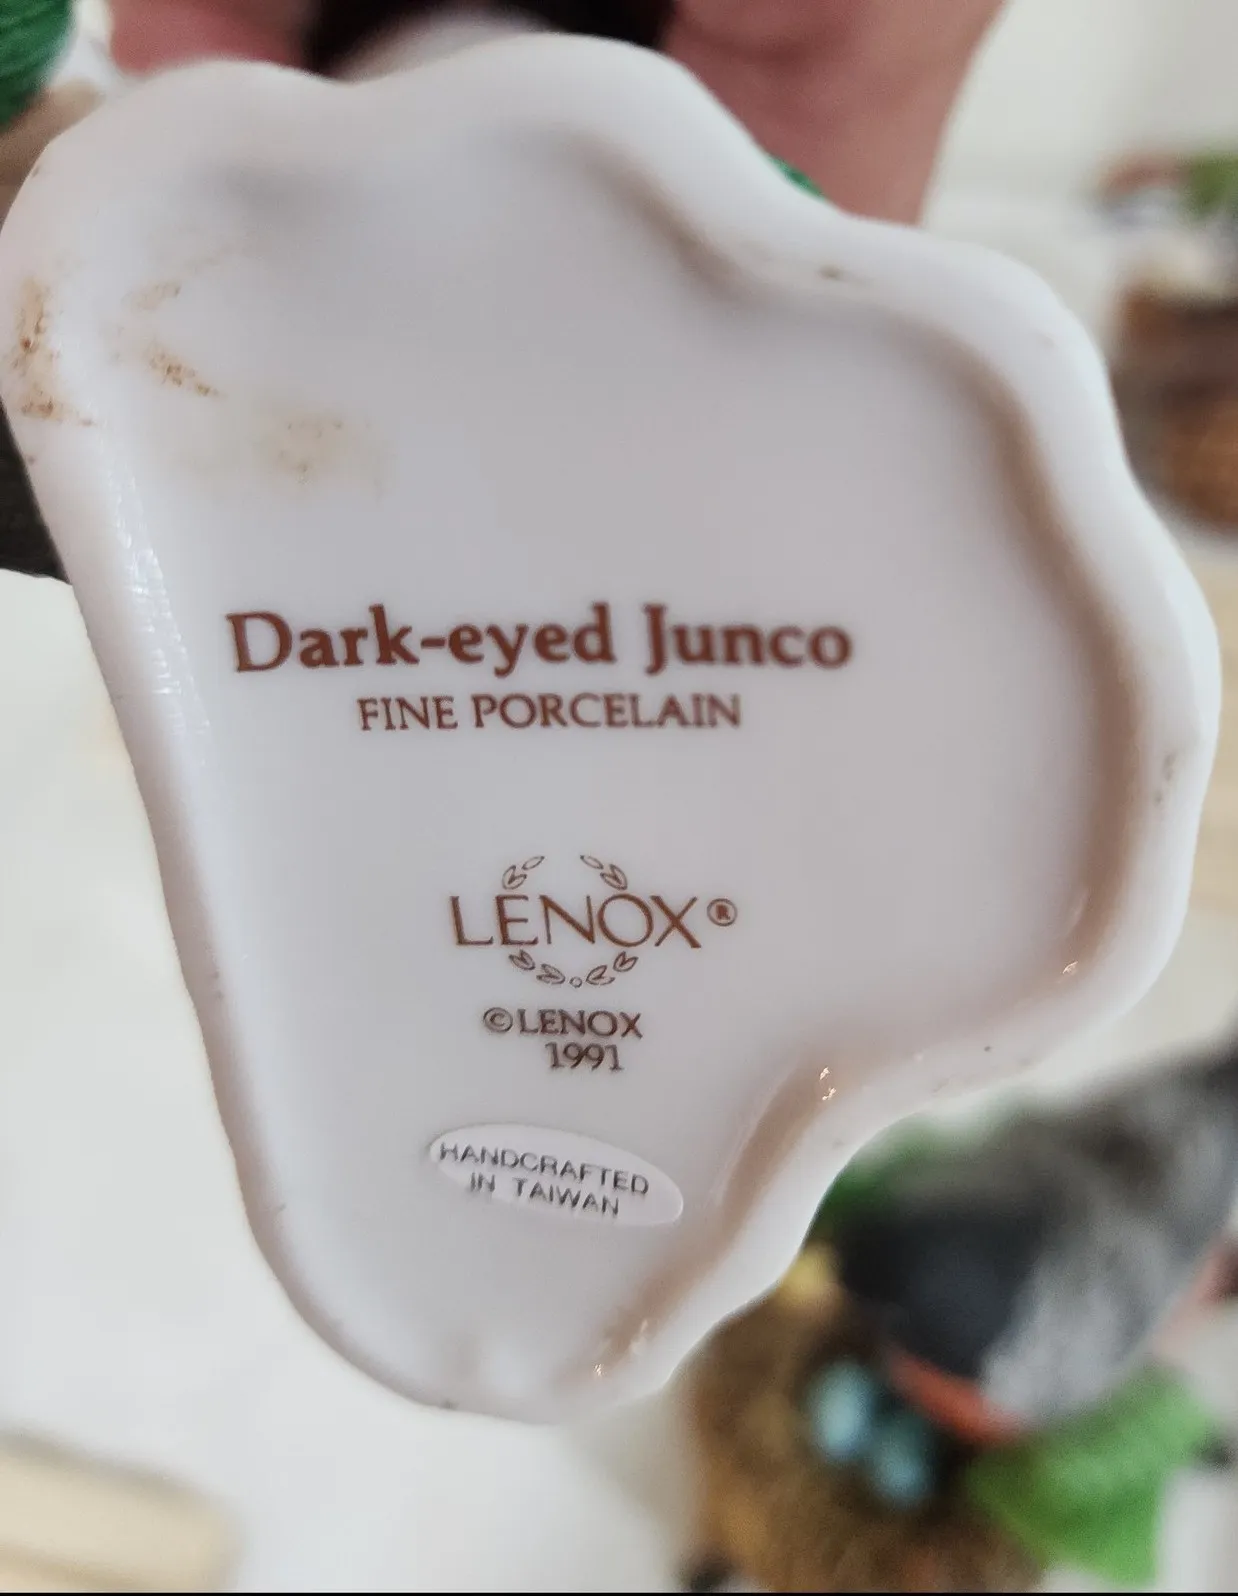 Dark-eyed Junco
FINE PORCELAIN
LENOX®
©LENOX
1991
HANDCRAFTED
IN TAIWAN